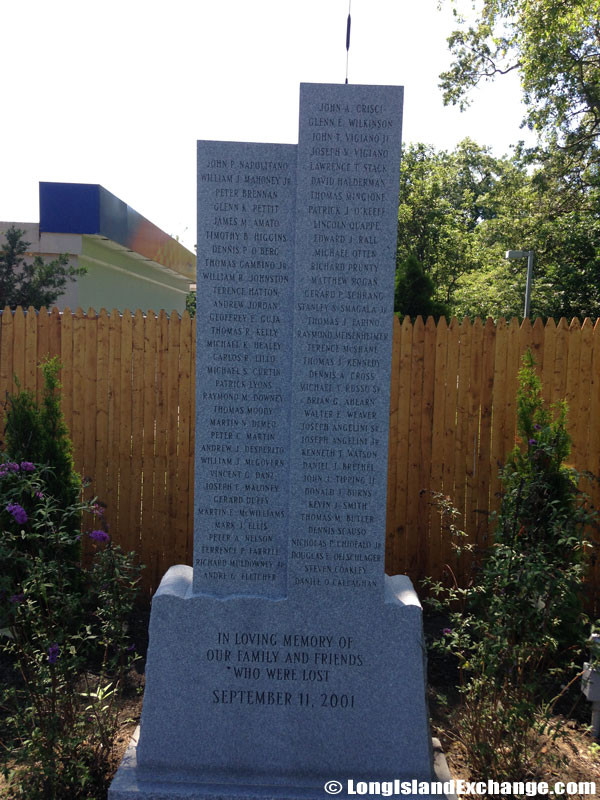 JOHN P. NAPOLITANO
WILLIAM J. MAHONEY JR
PETER BRENNAN
GLENN K. PETTIT
JAMES M. AMATO
TIMOTHY B. HIGGINS
DENNIS P. O'BERG
THOMAS GAMBINO JR
WILLIAM R. JOHNSTON
TERENCE HATTON
ANDREW JORDAN
GEOFFREY E. GUJA
THOMAS R. KELLY
MICHAEL K. HEALEY
CARLOS R. LILLO
MICHAEL S. CURTIN
PATRICK LYONS
RAYMOND M. DOWNEY
THOMAS MOODY
MARTIN N. DEMEO
PETER C. MARTIN
ANDREW J. DESPERITO
WILLIAM J. McGOVERN
VINCENT G. DANZ
JOSEPH E. MALONEY
GERARD DUFFY
MARTIN E. McWILLIAMS
MARK J. ELLIS
PETER A. NELSON
TERRENCE P. FARRELL
RICHARD MULDOWNEY JR
ANDRE G. FLETCHER
JOHN A. CRISCI
GLENN E. WILKINSON
JOHN T. VIGIANO II
JOSEPH V. VIGIANO
LAWRENCE T. STACK
DAVID HALDERMAN
THOMAS MINGIONE
PATRICK J. O'KEEFE
LINCOLN QUAPPE
EDWARD J. RALL
MICHAEL OTTEN
RICHARD PRUNTY
MATTHEW ROGAN
GERARD P. SCHRANG
STANLEY SMAGALA JR
THOMAS J. FARINO
RAYMOND MEISENHEIMER
TERENCE McSHANE
THOMAS J. KENNEDY
DENNIS A. CROSS
MICHAEL T. RUSSO SR
BRIAN G. AHEARN
WALTER E. WEAVER
JOSEPH ANGELINI SR
JOSEPH ANGELINI JR
KENNETH T. WATSON
DANIEL J. BRETHEL
JOHN J. TIPPING II
DONALD J. BURNS
KEVIN J. SMITH
THOMAS M. BUTLER
DENNIS SCAUSO
NICHOLAS P. CHIOFALO JR
DOUGLAS E. OELSCHLAGER
STEVEN COAKLEY
DANIEL O'CALLAGHAN
IN LOVING MEMORY OF
OUR FAMILY AND FRIENDS
WHO WERE LOST
SEPTEMBER 11, 2001
© LongIslandExchange.com